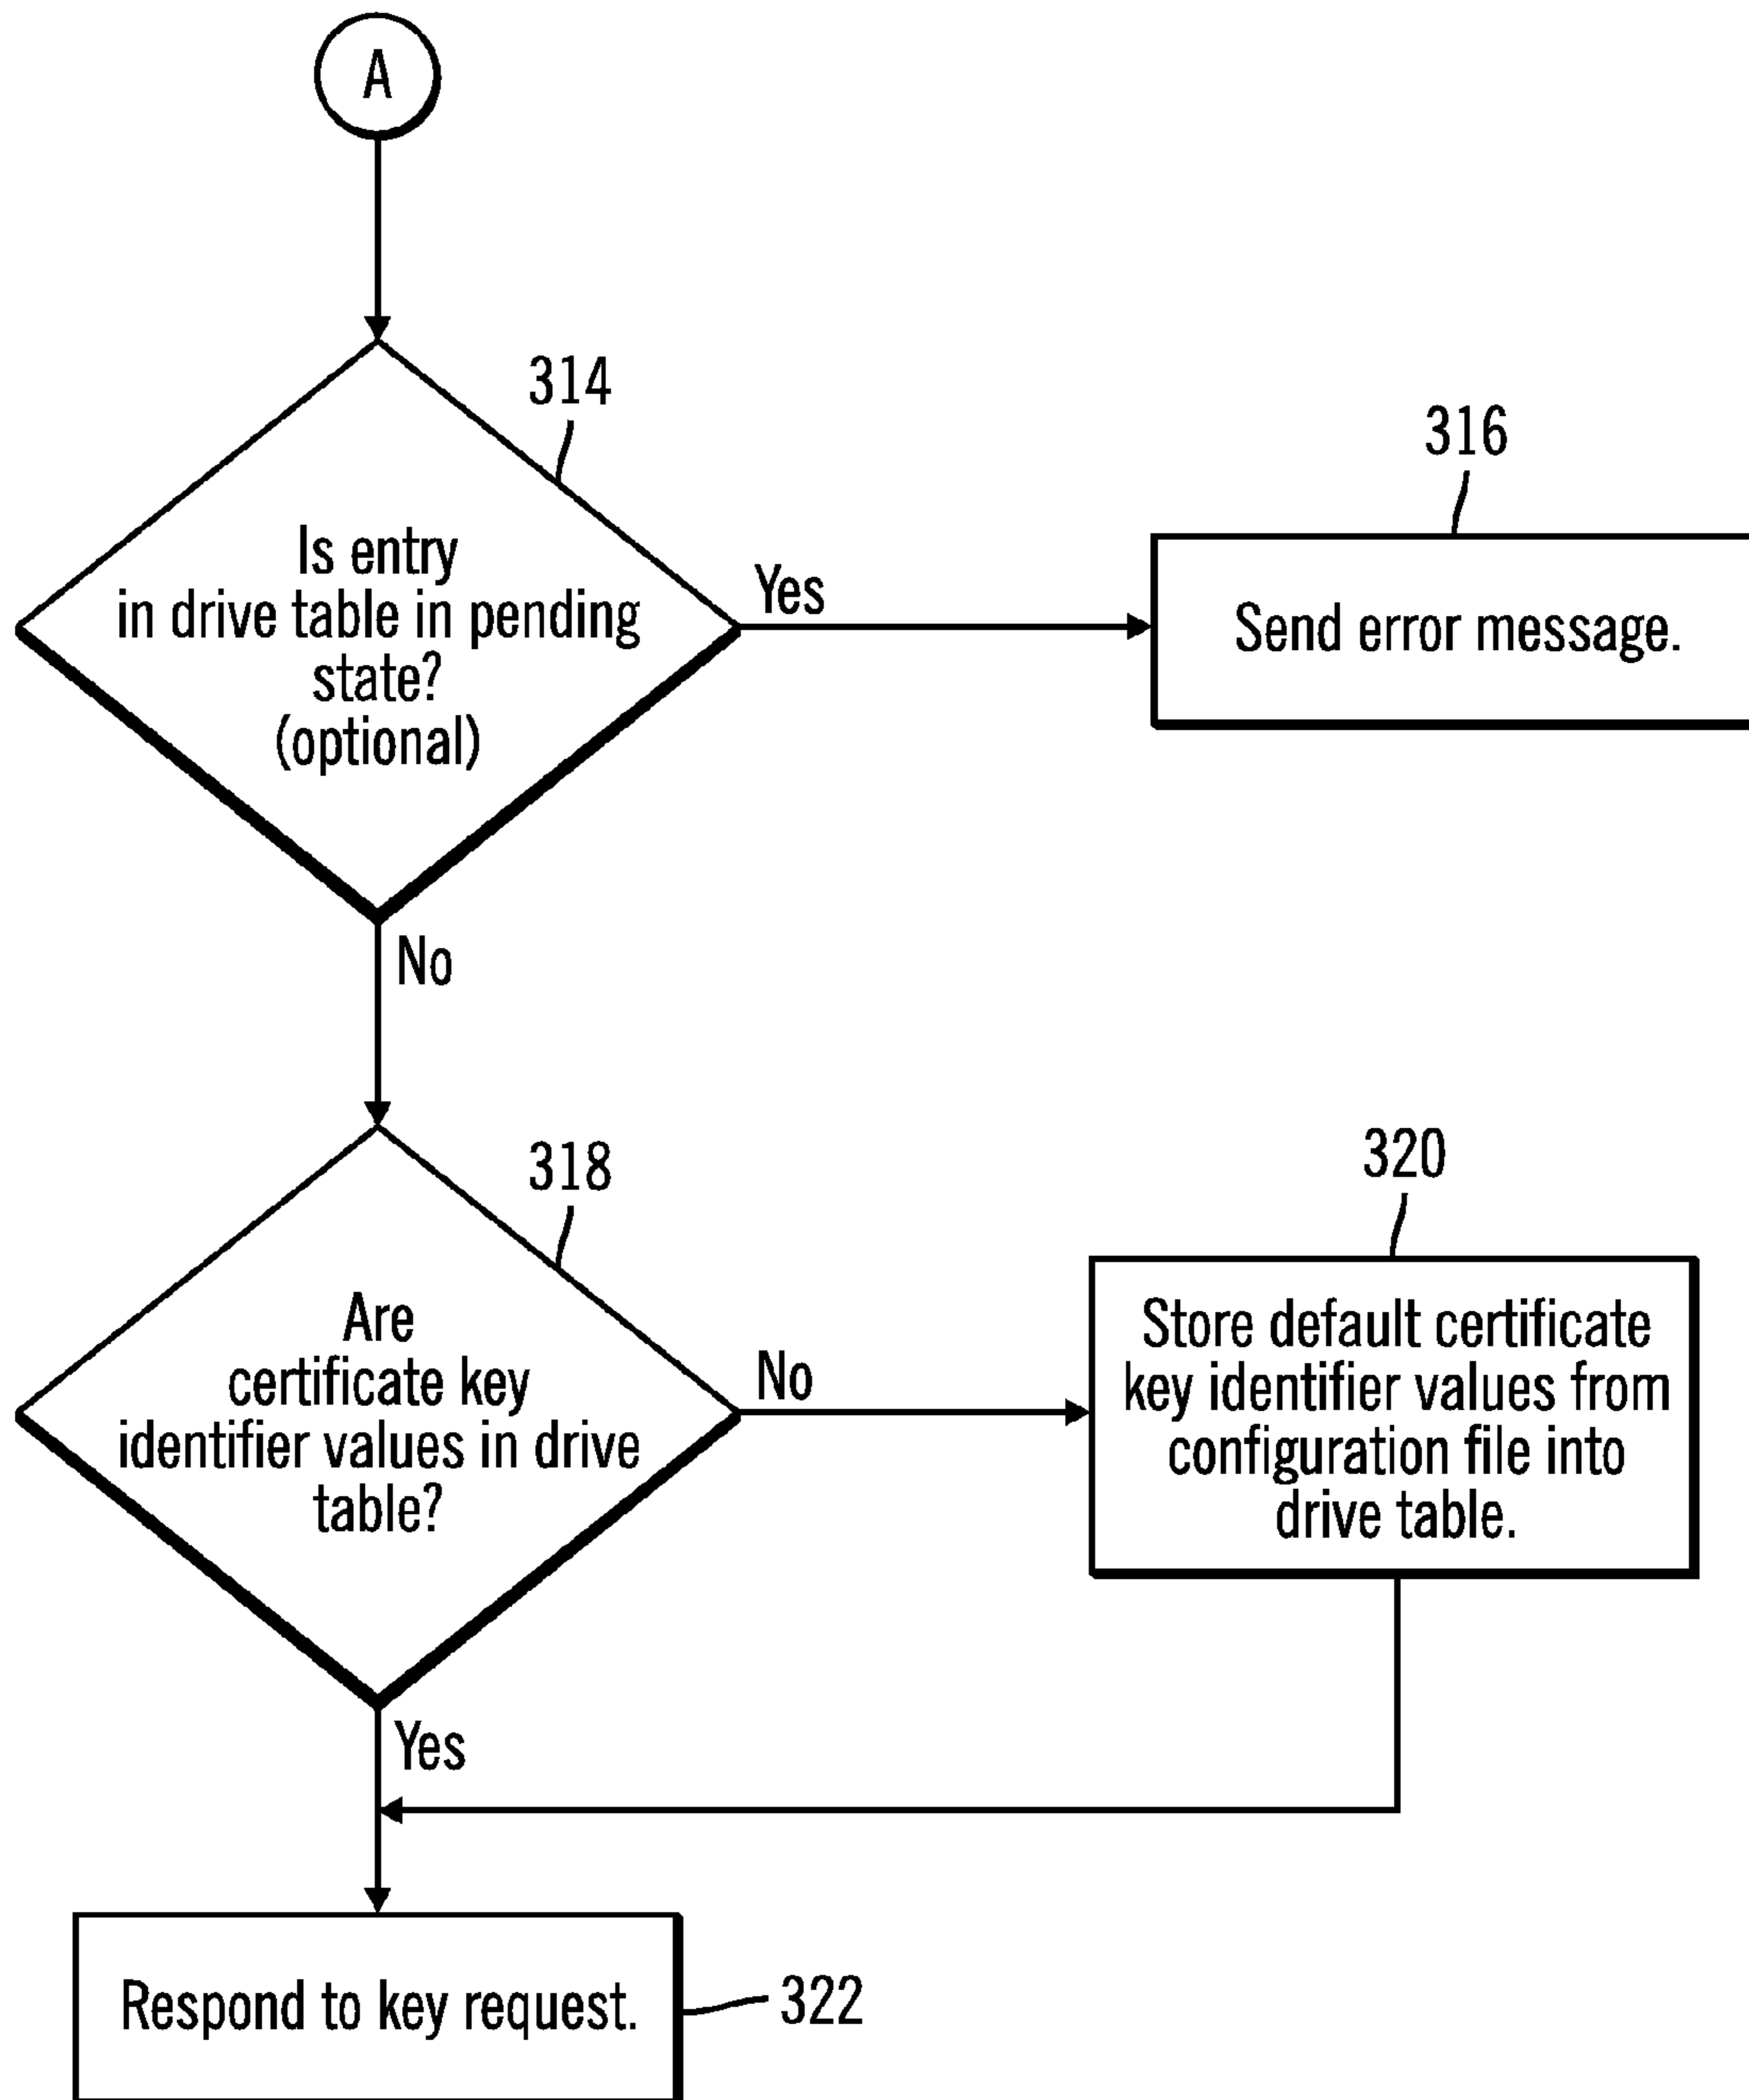 A
314
Is entry
in drive table in pending
state?
(optional)
Yes
316
Send error message.
No
318
Are
certificate key
identifier values in drive
table?
No
320
Store default certificate
key identifier values from
configuration file into
drive table.
Yes
Respond to key request.
322